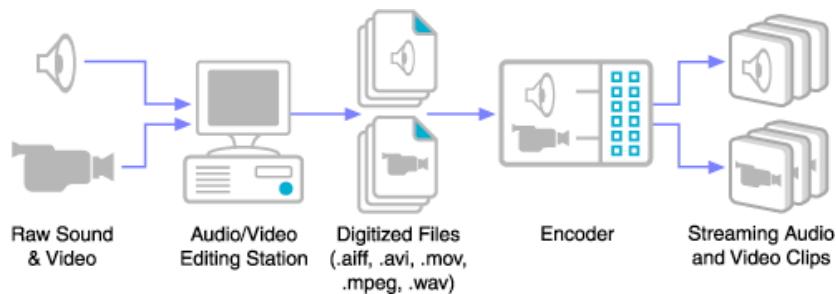 Raw Sound
& Video
Audio/Video
Editing Station
Digitized Files
(.aiff, .avi, .mov,
.mpeg, .wav)
Encoder
Streaming Audio
and Video Clips